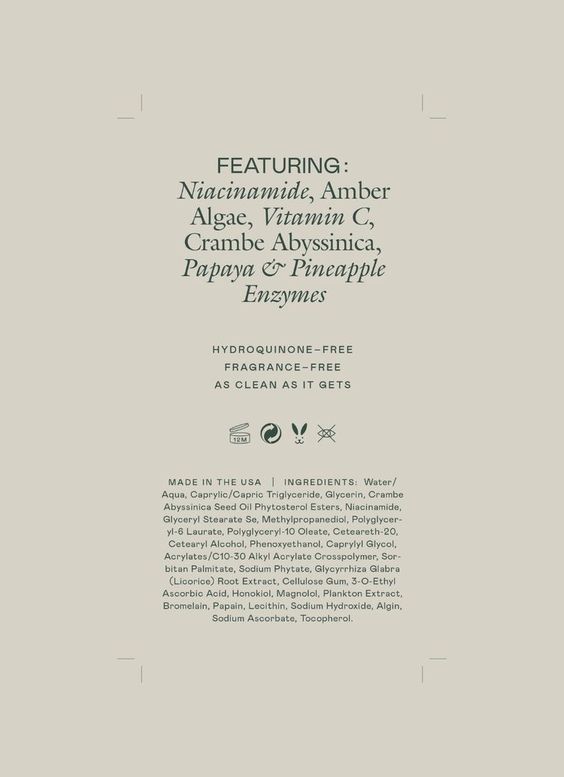 FEATURING:
Niacinamide, Amber
Algae, Vitamin C,
Crambe Abyssinica,
Papaya & Pineapple
Enzymes
HYDROQUINONE–FREE
FRAGRANCE–FREE
AS CLEAN AS IT GETS
12M
MADE IN THE USA | INGREDIENTS: Water/
Aqua, Caprylic/Capric Triglyceride, Glycerin, Crambe
Abyssinica Seed Oil Phytosterol Esters, Niacinamide,
Glyceryl Stearate Se, Methylpropanediol, Polyglycer-
yl-6 Laurate, Polyglyceryl-10 Oleate, Ceteareth-20,
Cetearyl Alcohol, Phenoxyethanol, Caprylyl Glycol,
Acrylates/C10-30 Alkyl Acrylate Crosspolymer, Sor-
bitan Palmitate, Sodium Phytate, Glycyrrhiza Glabra
(Licorice) Root Extract, Cellulose Gum, 3-O-Ethyl
Ascorbic Acid, Honokiol, Magnolol, Plankton Extract,
Bromelain, Papain, Lecithin, Sodium Hydroxide, Algin,
Sodium Ascorbate, Tocopherol.